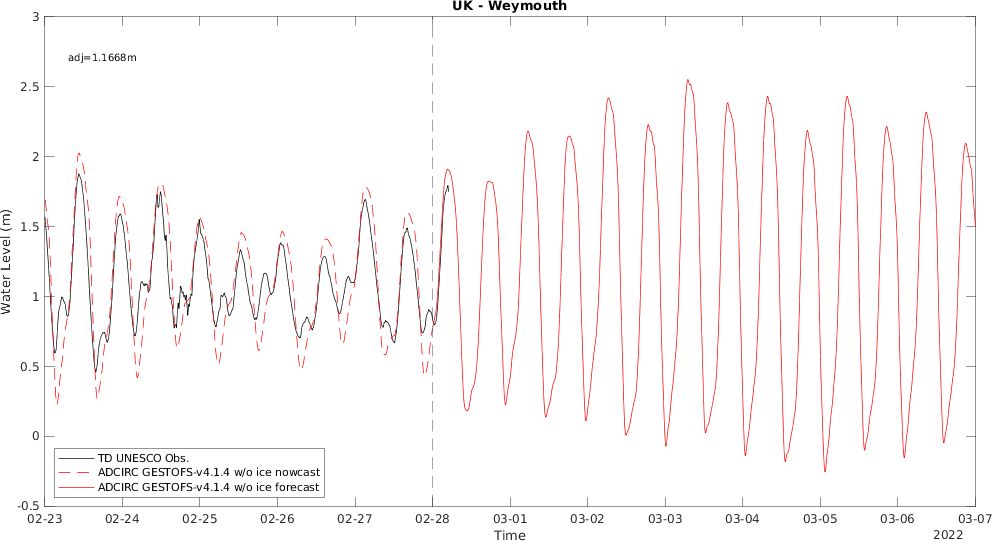 UK - Weymouth
adj=1.1668m
Water Level (m)
3
2.5
2
1.5
1
0.5
0
-0.5
TD UNESCO Obs.
ADCIRC GESTOFS-v4.1.4 w/o ice nowcast
ADCIRC GESTOFS-v4.1.4 w/o ice forecast
02-23 02-24 02-25 02-26 02-27 02-28 03-01 03-02 03-03 03-04 03-05 03-06 03-07
Time
2022